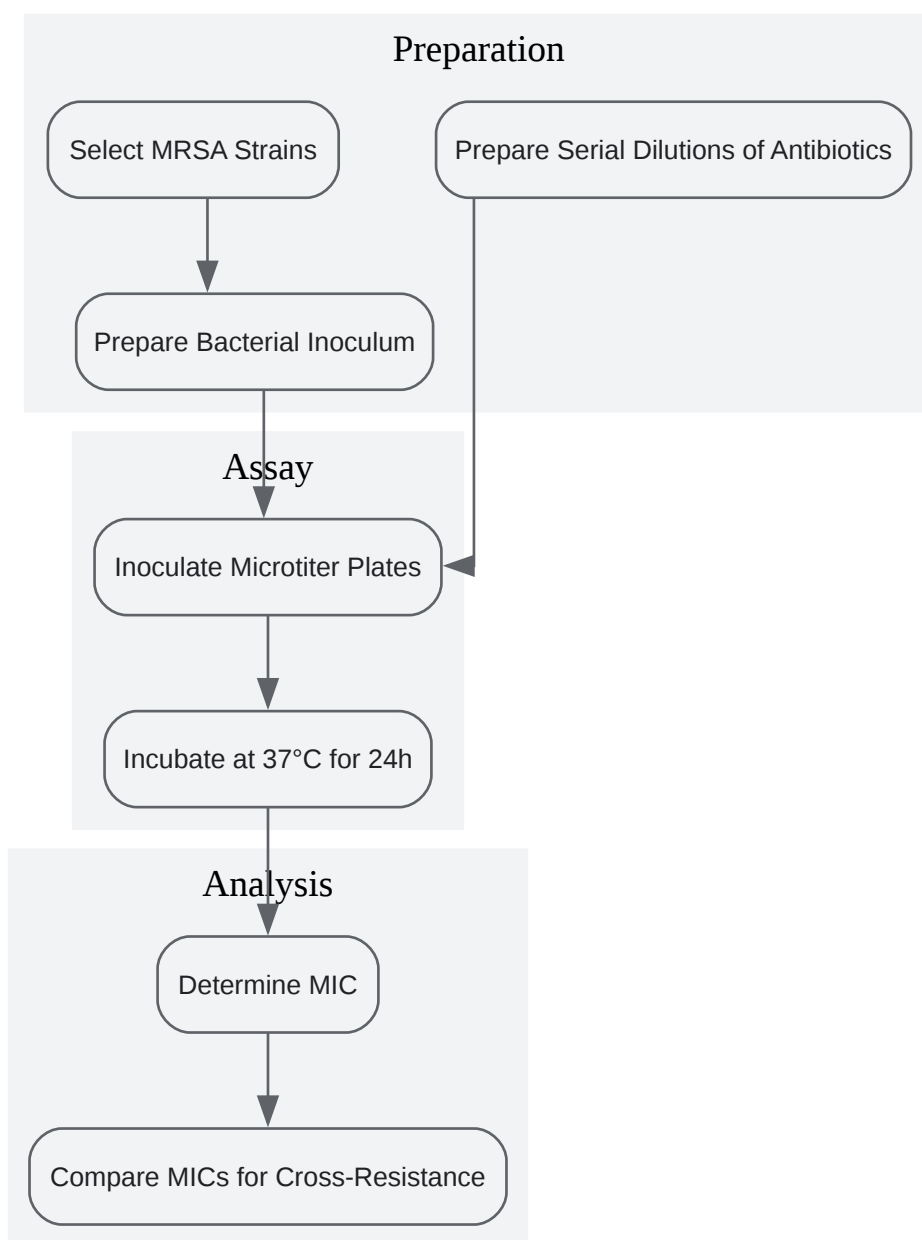 Preparation
Select MRSA Strains
Prepare Serial Dilutions of Antibiotics
Prepare Bacterial Inoculum
Assay
Inoculate Microtiter Plates
Incubate at 37°C for 24h
Analysis
Determine MIC
Compare MICs for Cross-Resistance